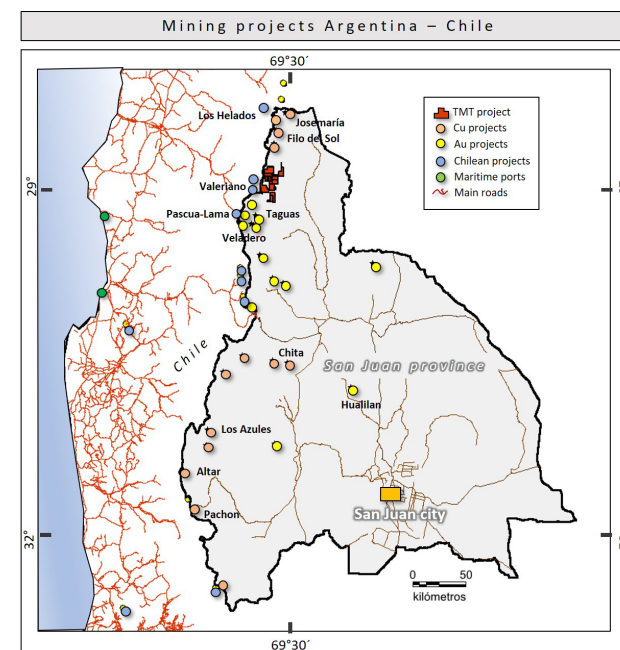 Mining projects Argentina – Chile
69°30´
Los Helados
Josemaría
Filo del Sol
TMT project
Cu projects
Au projects
Chilean projects
Maritime ports
Main roads
29°
Valeriano
Pascua-Lama
Taguas
Veladero
Chile
Chita
San Juan province
Hualilan
Los Azules
Altar
Pachon
San Juan city
32°
0 50
kilómetros
69°30´